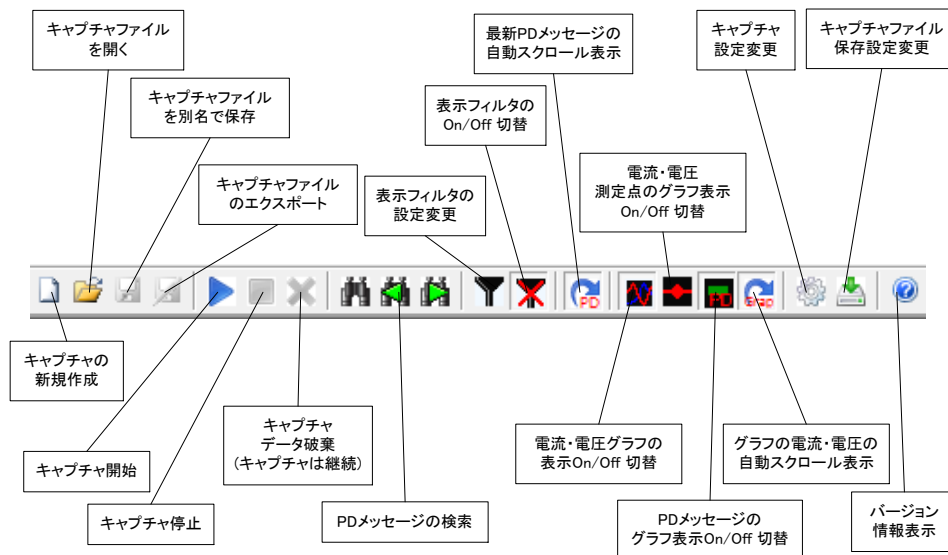 キャプチャファイル
を開く
最新PDメッセージの
自動スクロール表示
キャプチャ
設定変更
キャプチャファイル
保存設定変更
キャプチャファイル
を別名で保存
表示フィルタの
On/Off 切替
電流・電圧
測定点のグラフ表示
On/Off 切替
キャプチャファイル
のエクスポート
表示フィルタの
設定変更
PD
PD
Grap
キャプチャの
新規作成
キャプチャ開始
キャプチャ停止
キャプチャ
データ破棄
(キャプチャは継続)
PDメッセージの検索
電流・電圧グラフの
表示On/Off 切替
PDメッセージの
グラフ表示On/Off 切替
グラフの電流・電圧の
自動スクロール表示
バージョン
情報表示